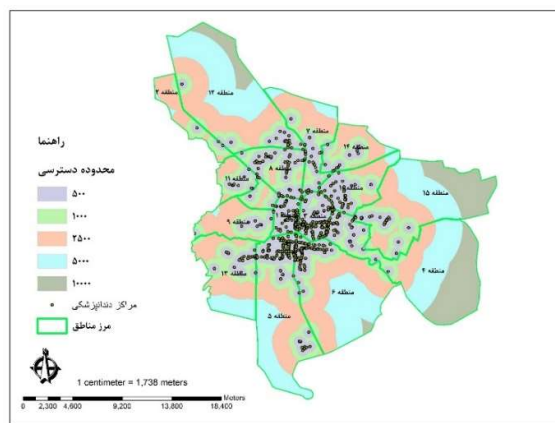 راهنما
محدوده دسترسی
۵۰۰
۱۰۰۰
۲۵۰۰
۵۰۰۰
۱۰۰۰۰
مراکز دندانپزشکی
مرز مناطق
1 centimeter = 1,738 meters
Meters
0 2,300 4,600 9,200 13,800 18,400
منطقه ۱۲
منطقه ۲
منطقه ۷
منطقه ۱۴
منطقه ۸
منطقه ۱۱
منطقه ۱۵
منطقه ۹
منطقه ۴
منطقه ۱۳
منطقه ۶
منطقه ۵